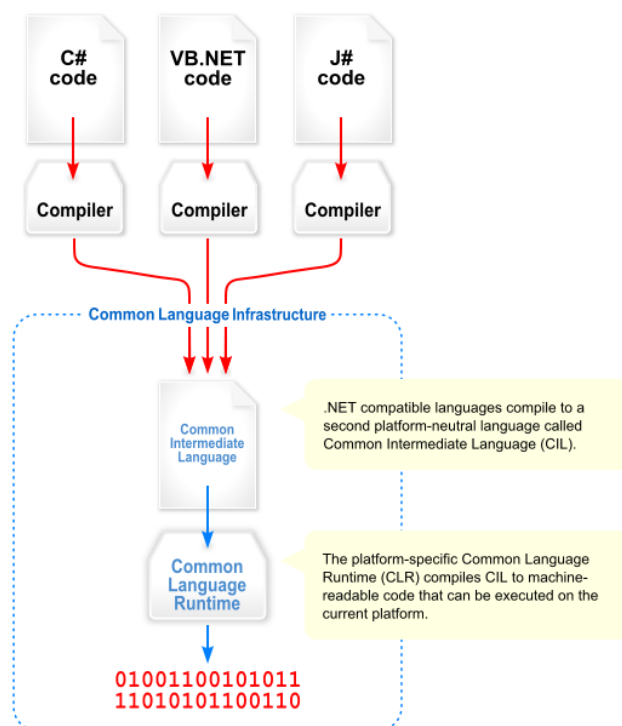 C#
code
VB.NET
code
J#
code
Compiler
Compiler
Compiler
Common Language Infrastructure
Common
Intermediate
Language
.NET compatible languages compile to a
second platform-neutral language called
Common Intermediate Language (CIL).
Common
Language
Runtime
The platform-specific Common Language
Runtime (CLR) compiles CIL to machine-
readable code that can be executed on the
current platform.
01001100101011
11010101100110